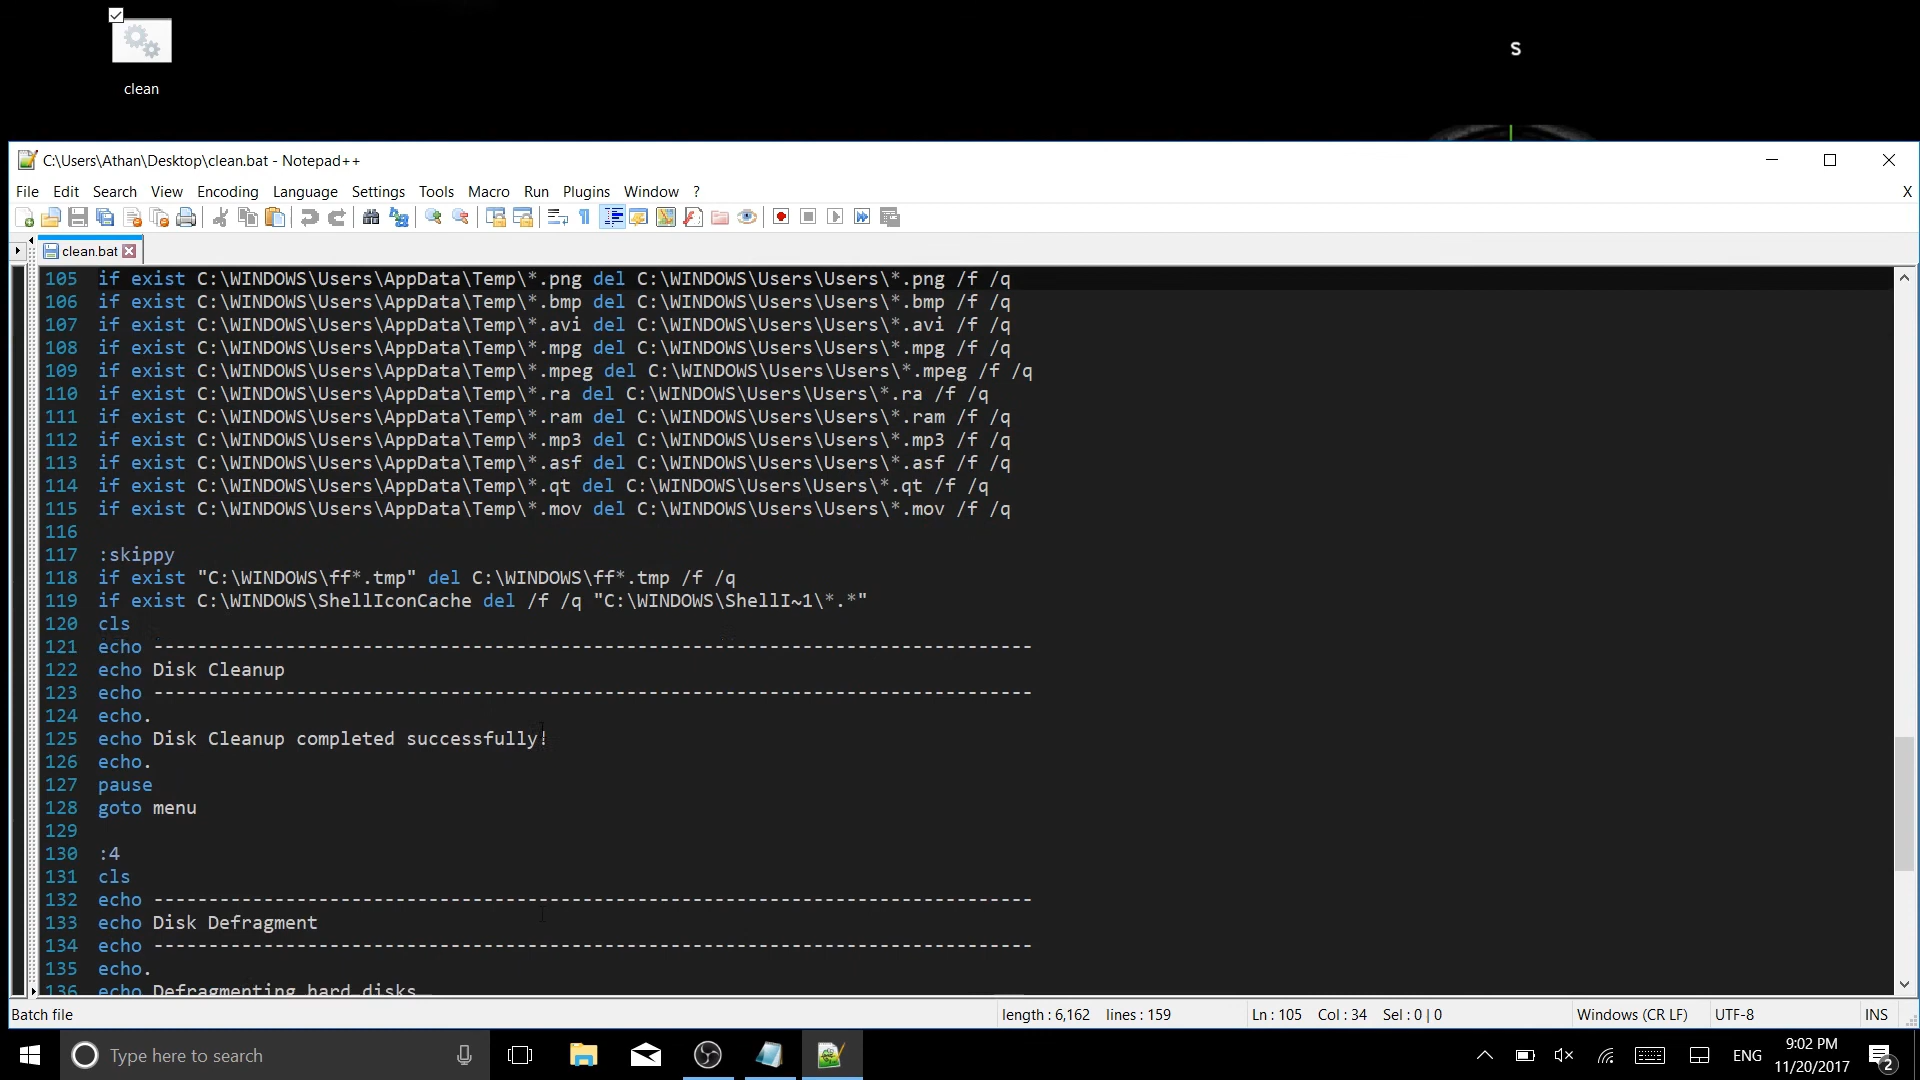 clean
S
C:\Users\Athan\Desktop\clean.bat - Notepad++
File Edit Search View Encoding Language Settings Tools Macro Run Plugins Window ? X
clean.bat
105 if exist C:\WINDOWS\Users\AppData\Temp\*.png del C:\WINDOWS\Users\Users\*.png /f /q
106 if exist C:\WINDOWS\Users\AppData\Temp\*.bmp del C:\WINDOWS\Users\Users\*.bmp /f /q
107 if exist C:\WINDOWS\Users\AppData\Temp\*.avi del C:\WINDOWS\Users\Users\*.avi /f /q
108 if exist C:\WINDOWS\Users\AppData\Temp\*.mpg del C:\WINDOWS\Users\Users\*.mpg /f /q
109 if exist C:\WINDOWS\Users\AppData\Temp\*.mpeg del C:\WINDOWS\Users\Users\*.mpeg /f /q
110 if exist C:\WINDOWS\Users\AppData\Temp\*.ra del C:\WINDOWS\Users\Users\*.ra /f /q
111 if exist C:\WINDOWS\Users\AppData\Temp\*.ram del C:\WINDOWS\Users\Users\*.ram /f /q
112 if exist C:\WINDOWS\Users\AppData\Temp\*.mp3 del C:\WINDOWS\Users\Users\*.mp3 /f /q
113 if exist C:\WINDOWS\Users\AppData\Temp\*.asf del C:\WINDOWS\Users\Users\*.asf /f /q
114 if exist C:\WINDOWS\Users\AppData\Temp\*.qt del C:\WINDOWS\Users\Users\*.qt /f /q
115 if exist C:\WINDOWS\Users\AppData\Temp\*.mov del C:\WINDOWS\Users\Users\*.mov /f /q
116
117 :skippy
118 if exist "C:\WINDOWS\ff*.tmp" del C:\WINDOWS\ff*.tmp /f /q
119 if exist C:\WINDOWS\ShellIconCache del /f /q "C:\WINDOWS\ShellI~1\*.*"
120 cls
121 echo --------------------------------------------------------------------------------
122 echo Disk Cleanup
123 echo --------------------------------------------------------------------------------
124 echo.
125 echo Disk Cleanup completed successfully!
126 echo.
127 pause
128 goto menu
129
130 :4
131 cls
132 echo --------------------------------------------------------------------------------
133 echo Disk Defragment
134 echo --------------------------------------------------------------------------------
135 echo.
136 echo Defragmenting hard disks
Batch file length : 6,162 lines : 159 Ln : 105 Col : 34 Sel : 0 | 0 Windows (CR LF) UTF-8 INS
Type here to search ENG 9:02 PM
11/20/2017 2